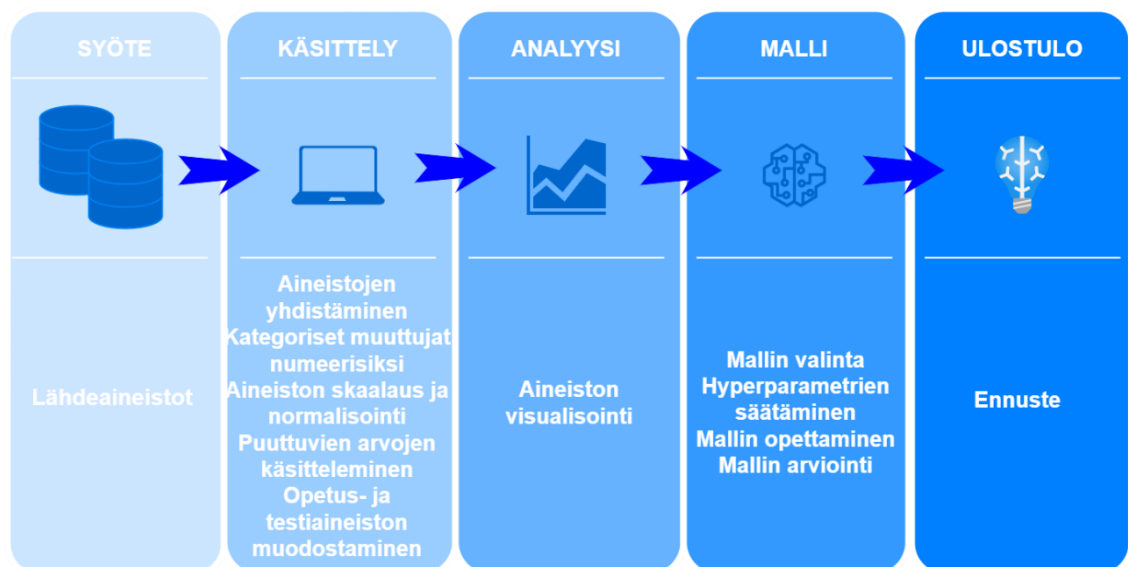 SYÖTE
KÄSITTELY
ANALYYSI
MALLI
ULOSTULO
Lähdeaineistot
Aineistojen
yhdistäminen
Kategoriset muuttujat
numeerisiksi
Aineiston skaalaus ja
normalisointi
Puuttuvien arvojen
käsitteleminen
Opetus- ja
testiaineiston
muodostaminen
Aineiston
visualisointi
Mallin valinta
Hyperparametrien
säätäminen
Mallin opettaminen
Mallin arviointi
Ennuste